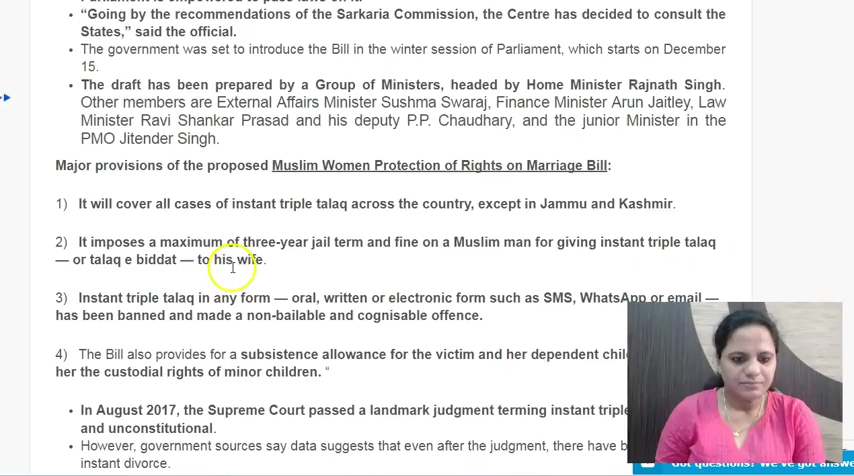 • "Going by the recommendations of the Sarkaria Commission, the Centre has decided to consult the
States," said the official.
• The government was set to introduce the Bill in the winter session of Parliament, which starts on December
15.
• The draft has been prepared by a Group of Ministers, headed by Home Minister Rajnath Singh.
Other members are External Affairs Minister Sushma Swaraj, Finance Minister Arun Jaitley, Law
Minister Ravi Shankar Prasad and his deputy P.P. Chaudhary, and the junior Minister in the
PMO Jitender Singh.
Major provisions of the proposed Muslim Women Protection of Rights on Marriage Bill:
1) It will cover all cases of instant triple talaq across the country, except in Jammu and Kashmir.
2) It imposes a maximum of three-year jail term and fine on a Muslim man for giving instant triple talaq
— or talaq e biddat — to his wife.
3) Instant triple talaq in any form — oral, written or electronic form such as SMS, WhatsApp or email —
has been banned and made a non-bailable and cognisable offence.
4) The Bill also provides for a subsistence allowance for the victim and her dependent
her the custodial rights of minor children. "
• In August 2017, the Supreme Court passed a landmark judgment terming instant triple
and unconstitutional.
• However, government sources say data suggests that even after the judgment, there have
instant divorce.
Got questions? We've got